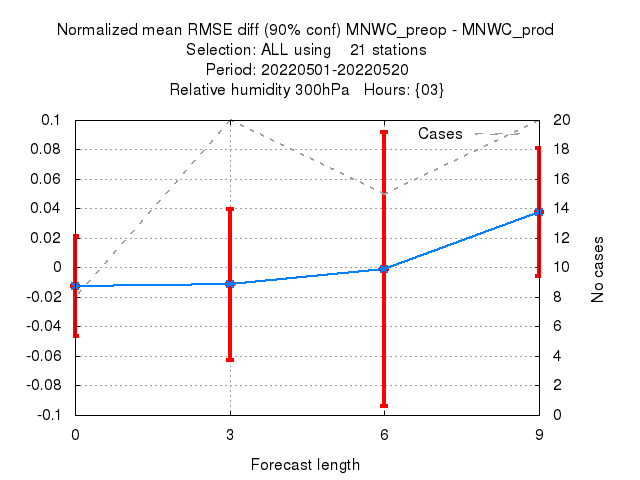 Normalized mean RMSE diff (90% conf) MNWC_preop - MNWC_prod
Selection: ALL using    21 stations
Period: 20220501-20220520
Relative humidity 300hPa   Hours: {03}
0.1
0.08
0.06
0.04
0.02
0
-0.02
-0.04
-0.06
-0.08
-0.1
Cases
20
18
16
14
12
10
8
6
4
2
0
No cases
0 3 6 9
Forecast length